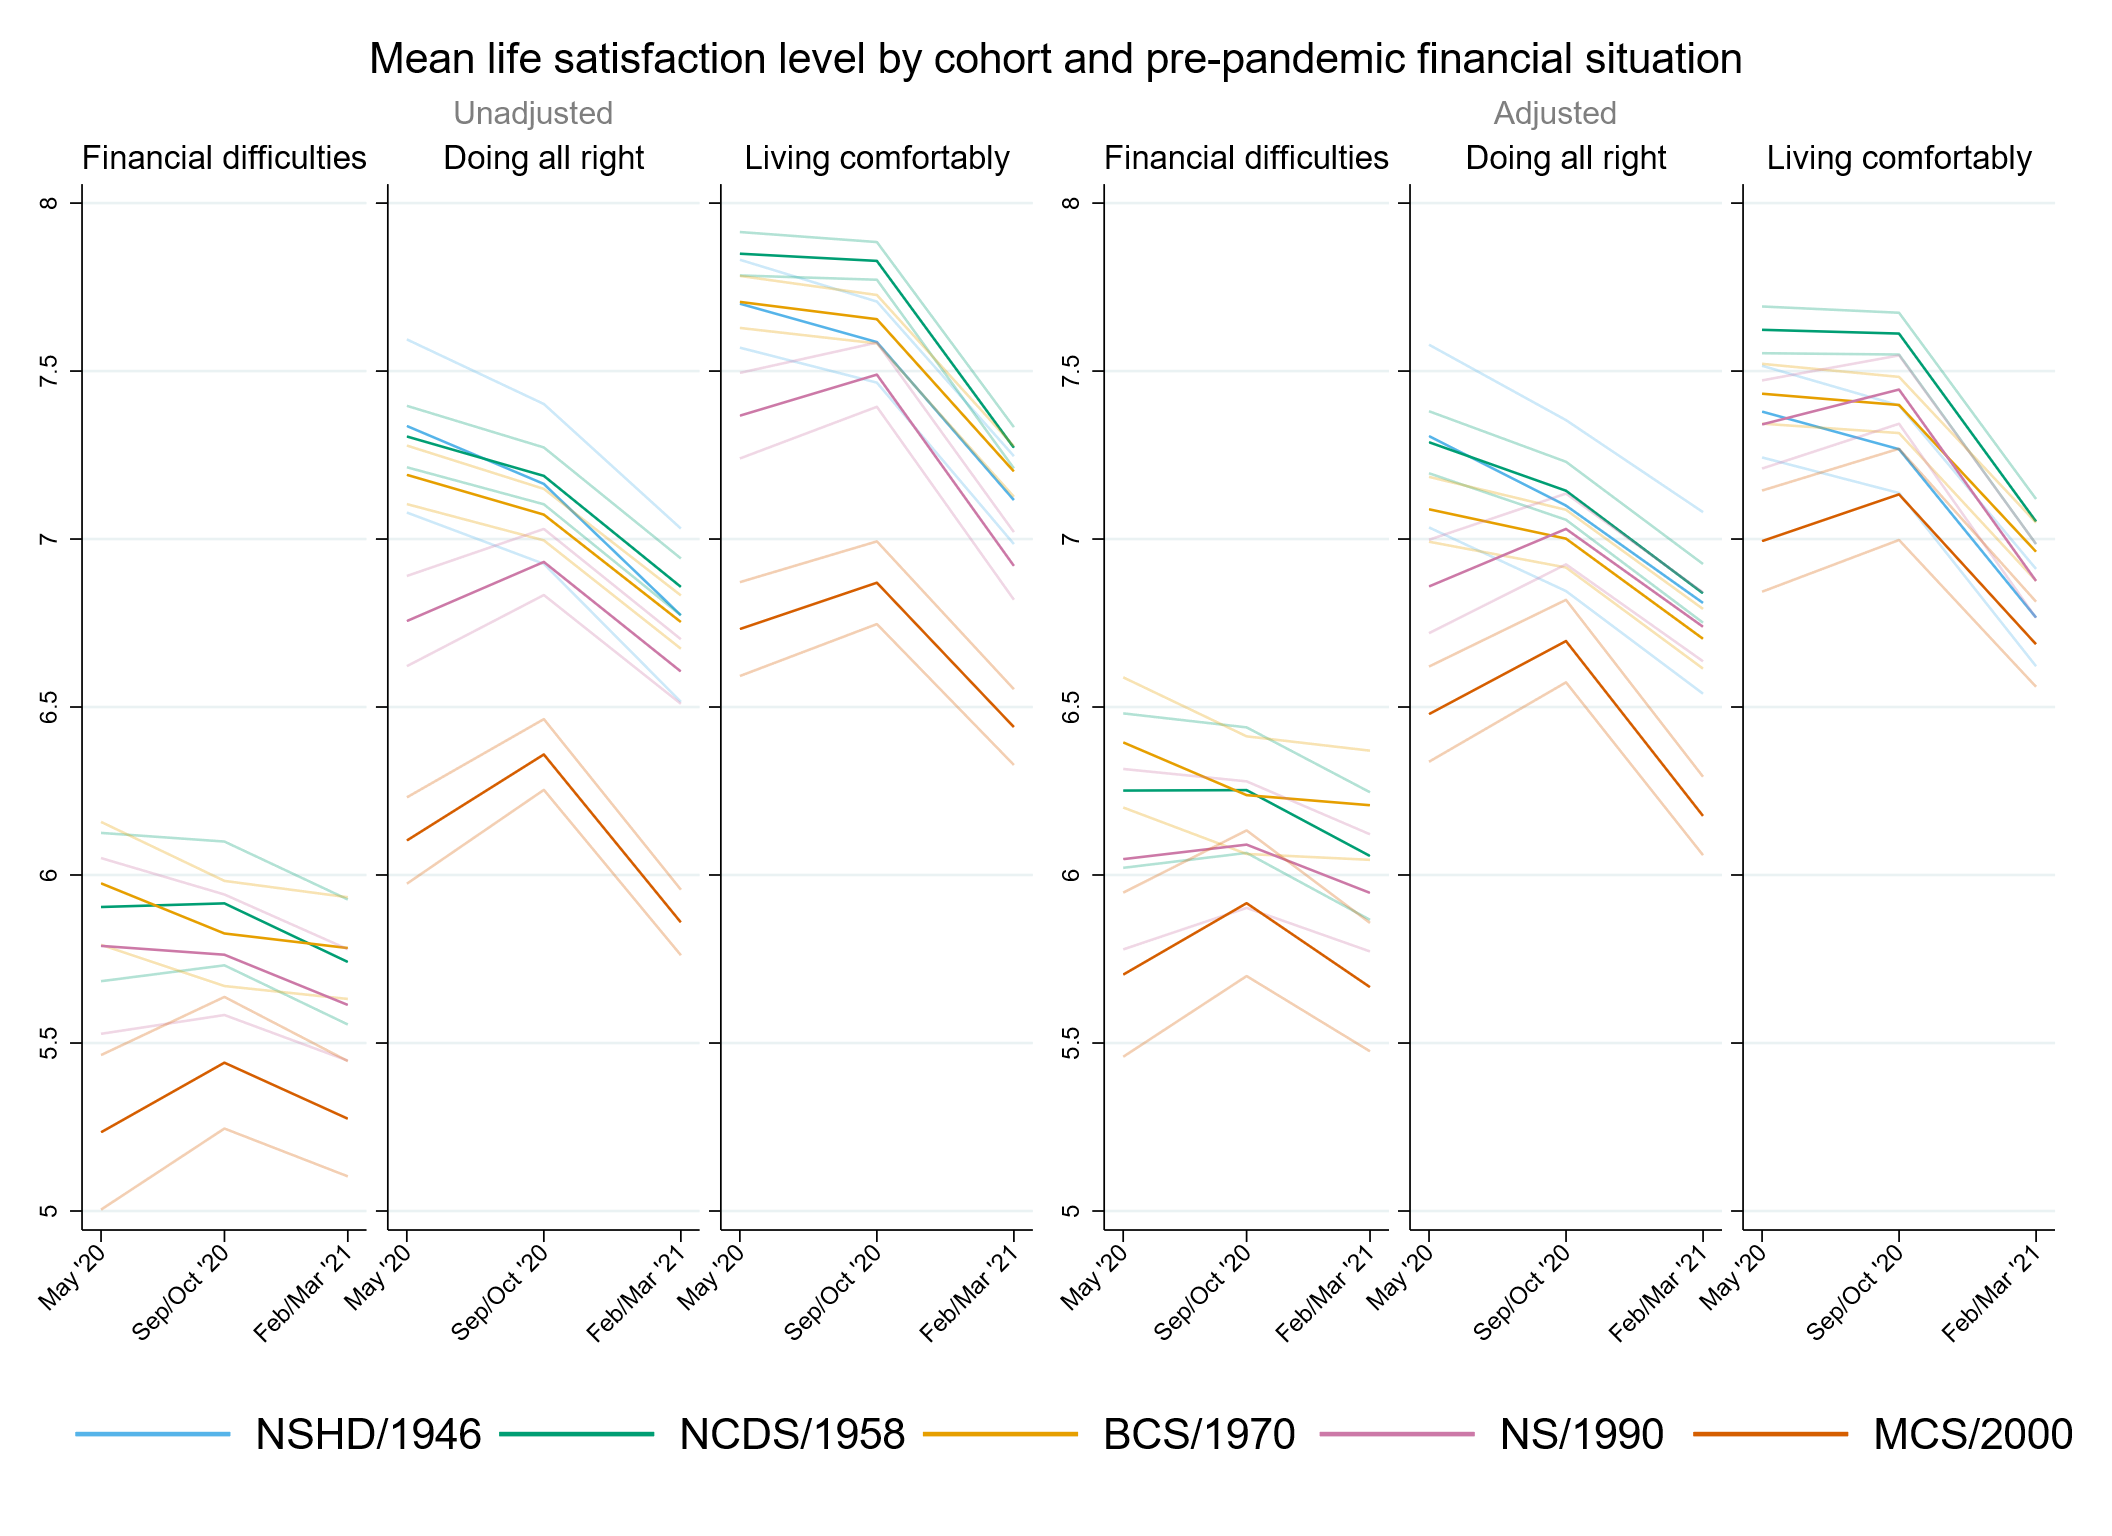 Mean life satisfaction level by cohort and pre-pandemic financial situation
Unadjusted
Adjusted
Financial difficulties
Doing all right
Living comfortably
Financial difficulties
Doing all right
Living comfortably
8
7.5
7
6.5
6
5.5
5
8
7.5
7
6.5
6
5.5
5
May '20
Sep/Oct '20
Feb/Mar '21
May '20
Sep/Oct '20
Feb/Mar '21
May '20
Sep/Oct '20
Feb/Mar '21
May '20
Sep/Oct '20
Feb/Mar '21
May '20
Sep/Oct '20
Feb/Mar '21
May '20
Sep/Oct '20
Feb/Mar '21
NSHD/1946
NCDS/1958
BCS/1970
NS/1990
MCS/2000